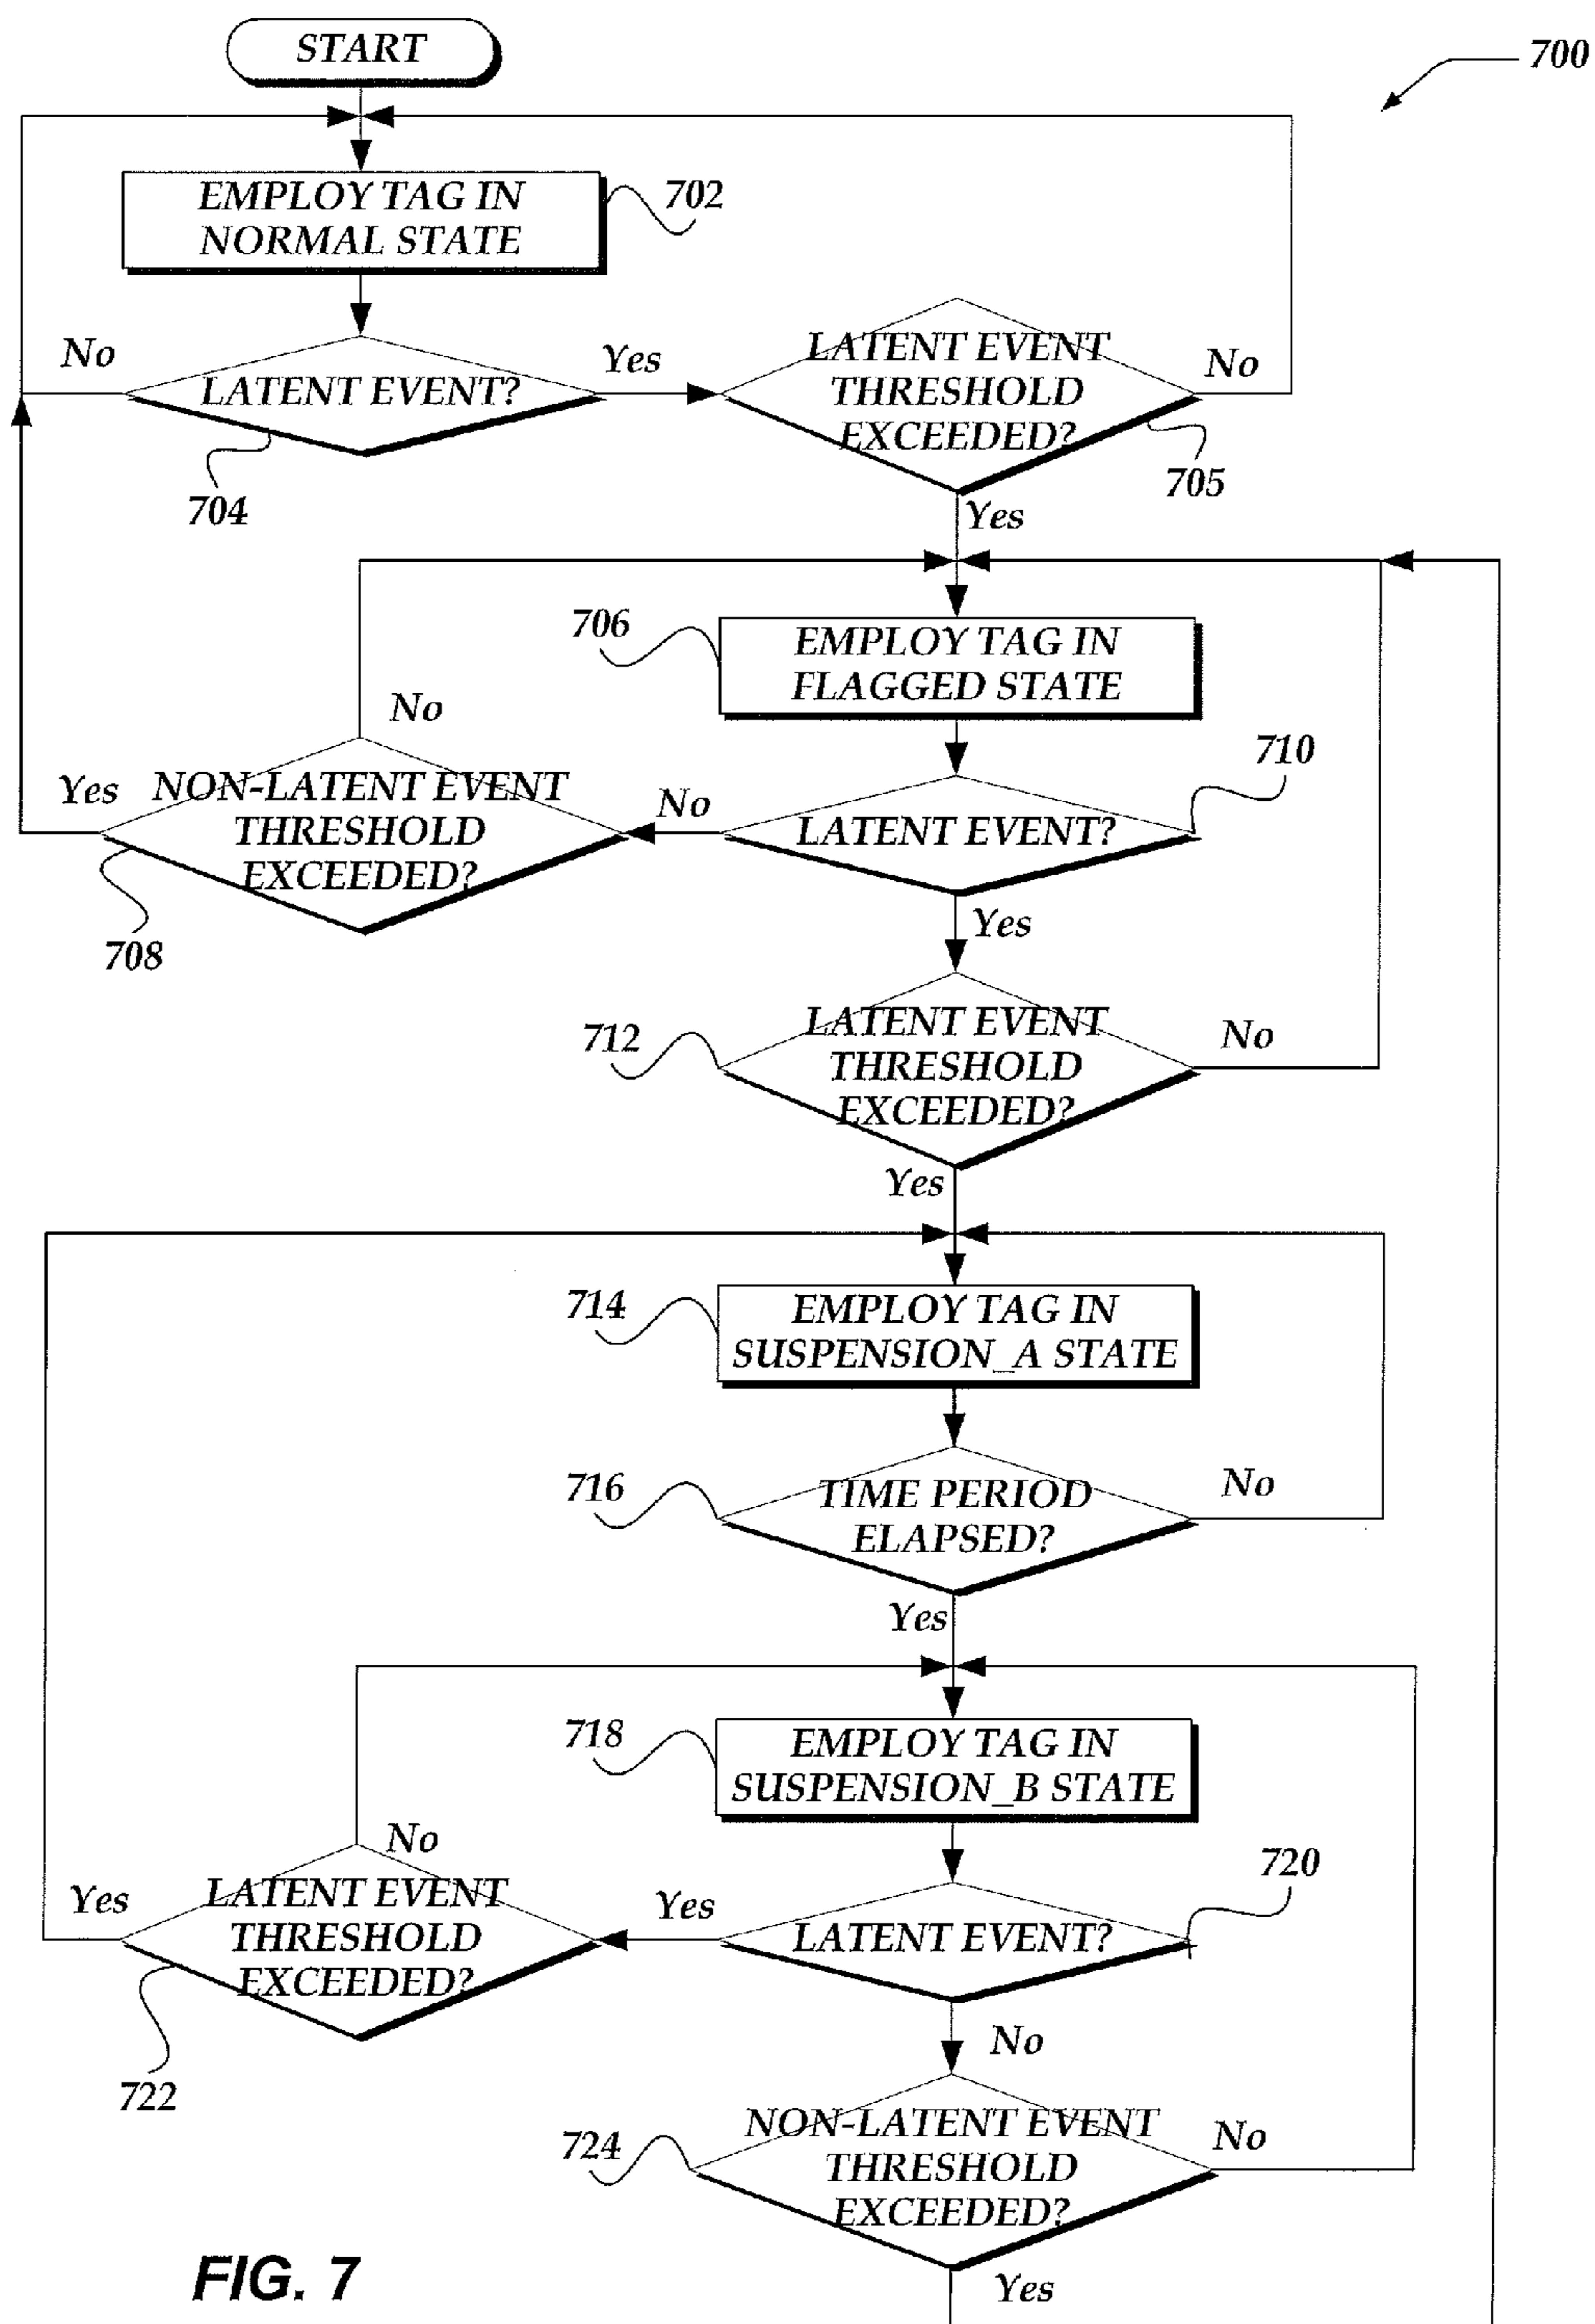 START
700
EMPLOY TAG IN
NORMAL STATE
702
No
LATENT EVENT?
Yes
LATENT EVENT
THRESHOLD
EXCEEDED?
No
704
705
Yes
706
EMPLOY TAG IN
FLAGGED STATE
No
710
Yes
NON-LATENT EVENT
THRESHOLD
EXCEEDED?
No
LATENT EVENT?
708
Yes
712
LATENT EVENT
THRESHOLD
EXCEEDED?
No
Yes
714
EMPLOY TAG IN
SUSPENSION_A STATE
716
TIME PERIOD
ELAPSED?
No
Yes
718
EMPLOY TAG IN
SUSPENSION_B STATE
No
720
Yes
LATENT EVENT
THRESHOLD
EXCEEDED?
Yes
LATENT EVENT?
722
No
724
NON-LATENT EVENT
THRESHOLD
EXCEEDED?
No
FIG. 7
Yes